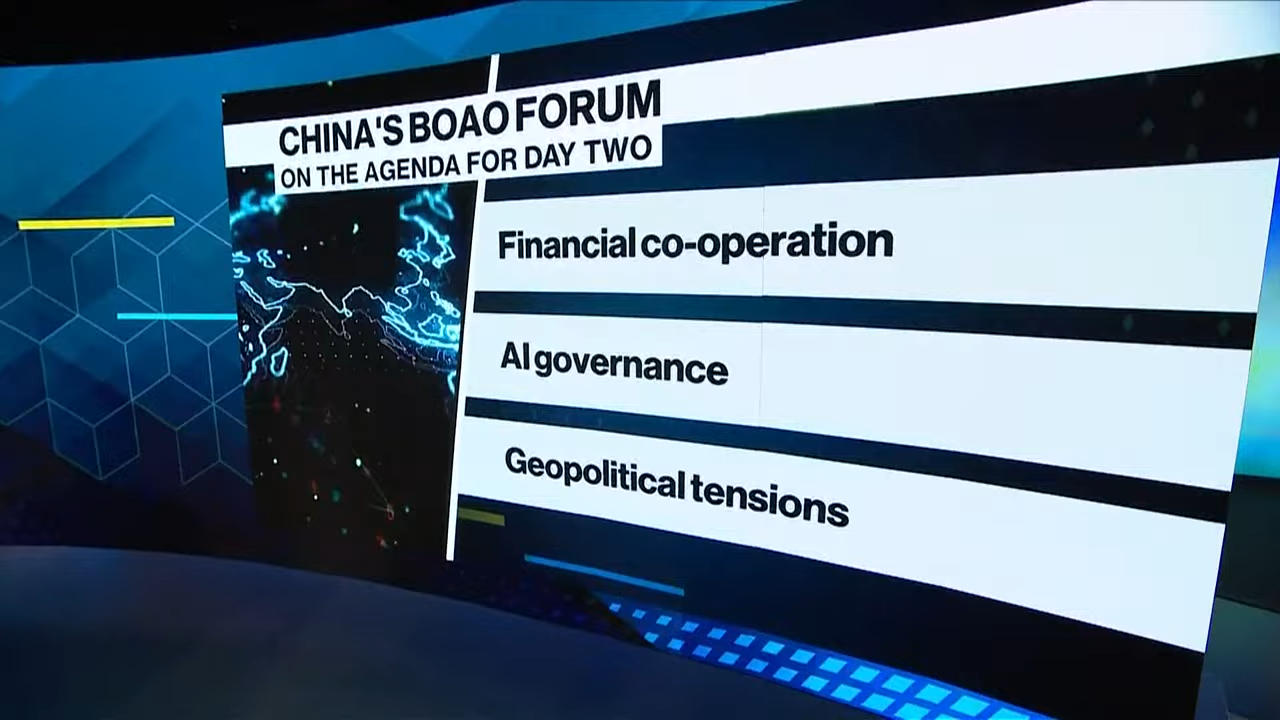 CHINA'S BOAO FORUM
ON THE AGENDA FOR DAY TWO
Financial co-operation
AI governance
Geopolitical tensions